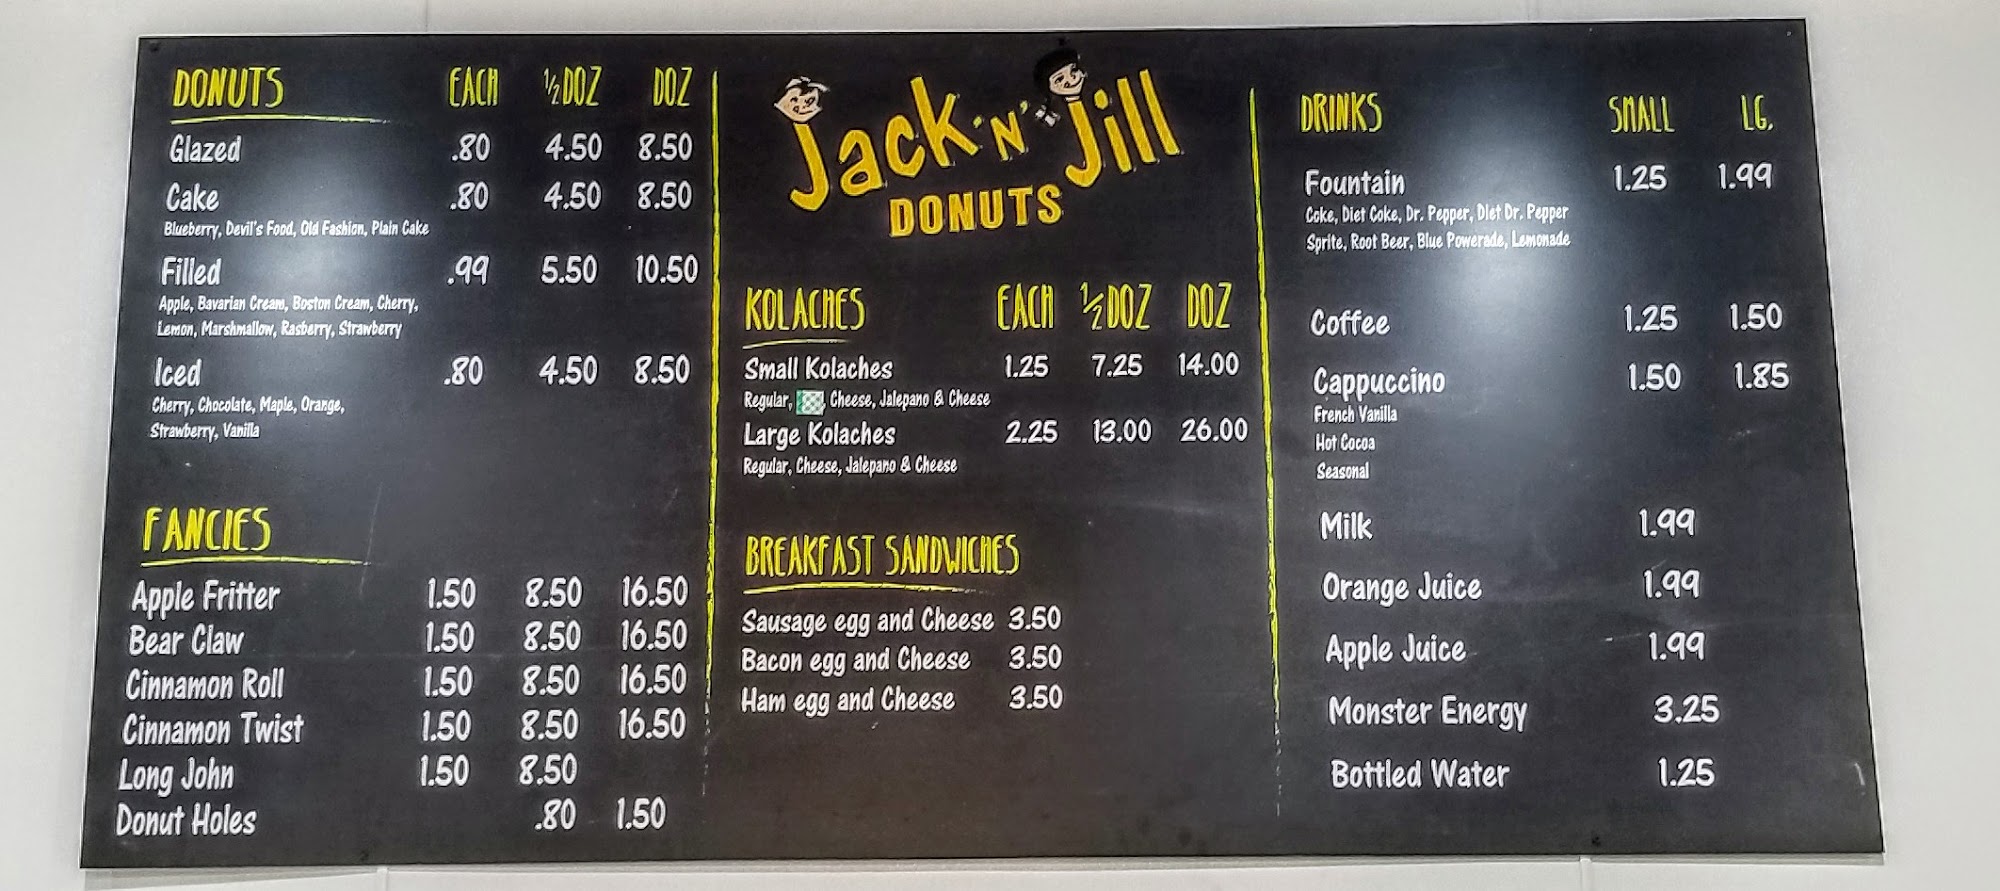 DONUTS EACH ½DOZ DOZ
Glazed .80 4.50 8.50
Cake .80 4.50 8.50
Blueberry, Devil's Food, Old Fashion, Plain Cake
Filled .99 5.50 10.50
Apple, Bavarian Cream, Boston Cream, Cherry,
Lemon, Marshmallow, Rasberry, Strawberry
Iced .80 4.50 8.50
Cherry, Chocolate, Maple, Orange,
Strawberry, Vanilla
FANCIES
Apple Fritter 1.50 8.50 16.50
Bear Claw 1.50 8.50 16.50
Cinnamon Roll 1.50 8.50 16.50
Cinnamon Twist 1.50 8.50 16.50
Long John 1.50 8.50
Donut Holes .80 1.50
Jack 'N' Jill
DONUTS
KOLACHES EACH ½DOZ DOZ
Small Kolaches 1.25 7.25 14.00
Regular, Cheese, Jalepano & Cheese
Large Kolaches 2.25 13.00 26.00
Regular, Cheese, Jalepano & Cheese
BREAKFAST SANDWICHES
Sausage egg and Cheese 3.50
Bacon egg and Cheese 3.50
Ham egg and Cheese 3.50
DRINKS SMALL LG.
Fountain 1.25 1.99
Coke, Diet Coke, Dr. Pepper, Diet Dr. Pepper
Sprite, Root Beer, Blue Powerade, Lemonade
Coffee 1.25 1.50
Cappuccino 1.50 1.85
French Vanilla
Hot Cocoa
Seasonal
Milk 1.99
Orange Juice 1.99
Apple Juice 1.99
Monster Energy 3.25
Bottled Water 1.25